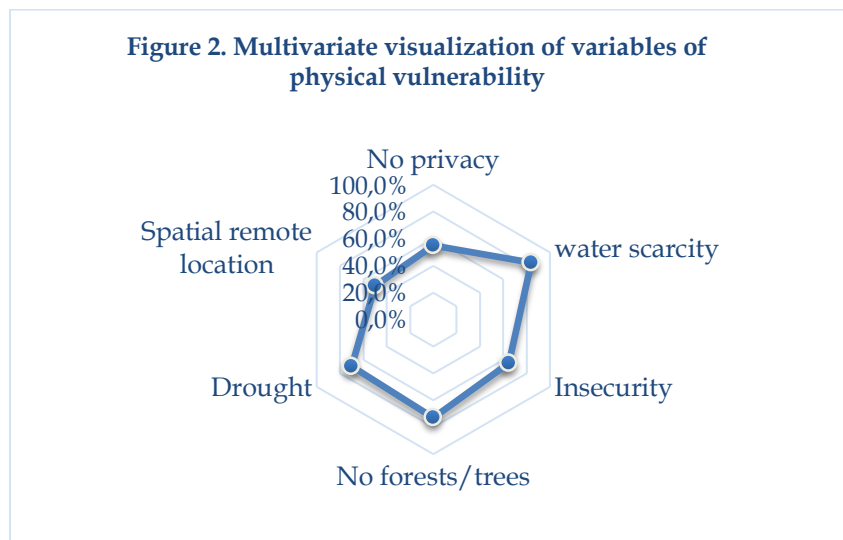 Figure 2. Multivariate visualization of variables of
physical vulnerability
No privacy
100,0%
80,0%
60,0%
40,0%
20,0%
0,0%
water scarcity
Insecurity
No forests/trees
Drought
Spatial remote
location